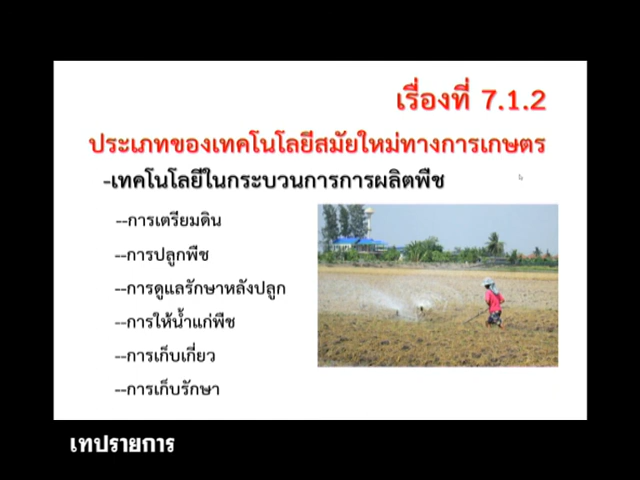 เรื่องที่ 7.1.2
ประเภทของเทคโนโลยีสมัยใหม่ทางการเกษตร
-เทคโนโลยีในกระบวนการการผลิตพืช
--การเตรียมดิน
--การปลูกพืช
--การดูแลรักษาหลังปลูก
--การให้น้ำแก่พืช
--การเก็บเกี่ยว
--การเก็บรักษา
เทปรายการ